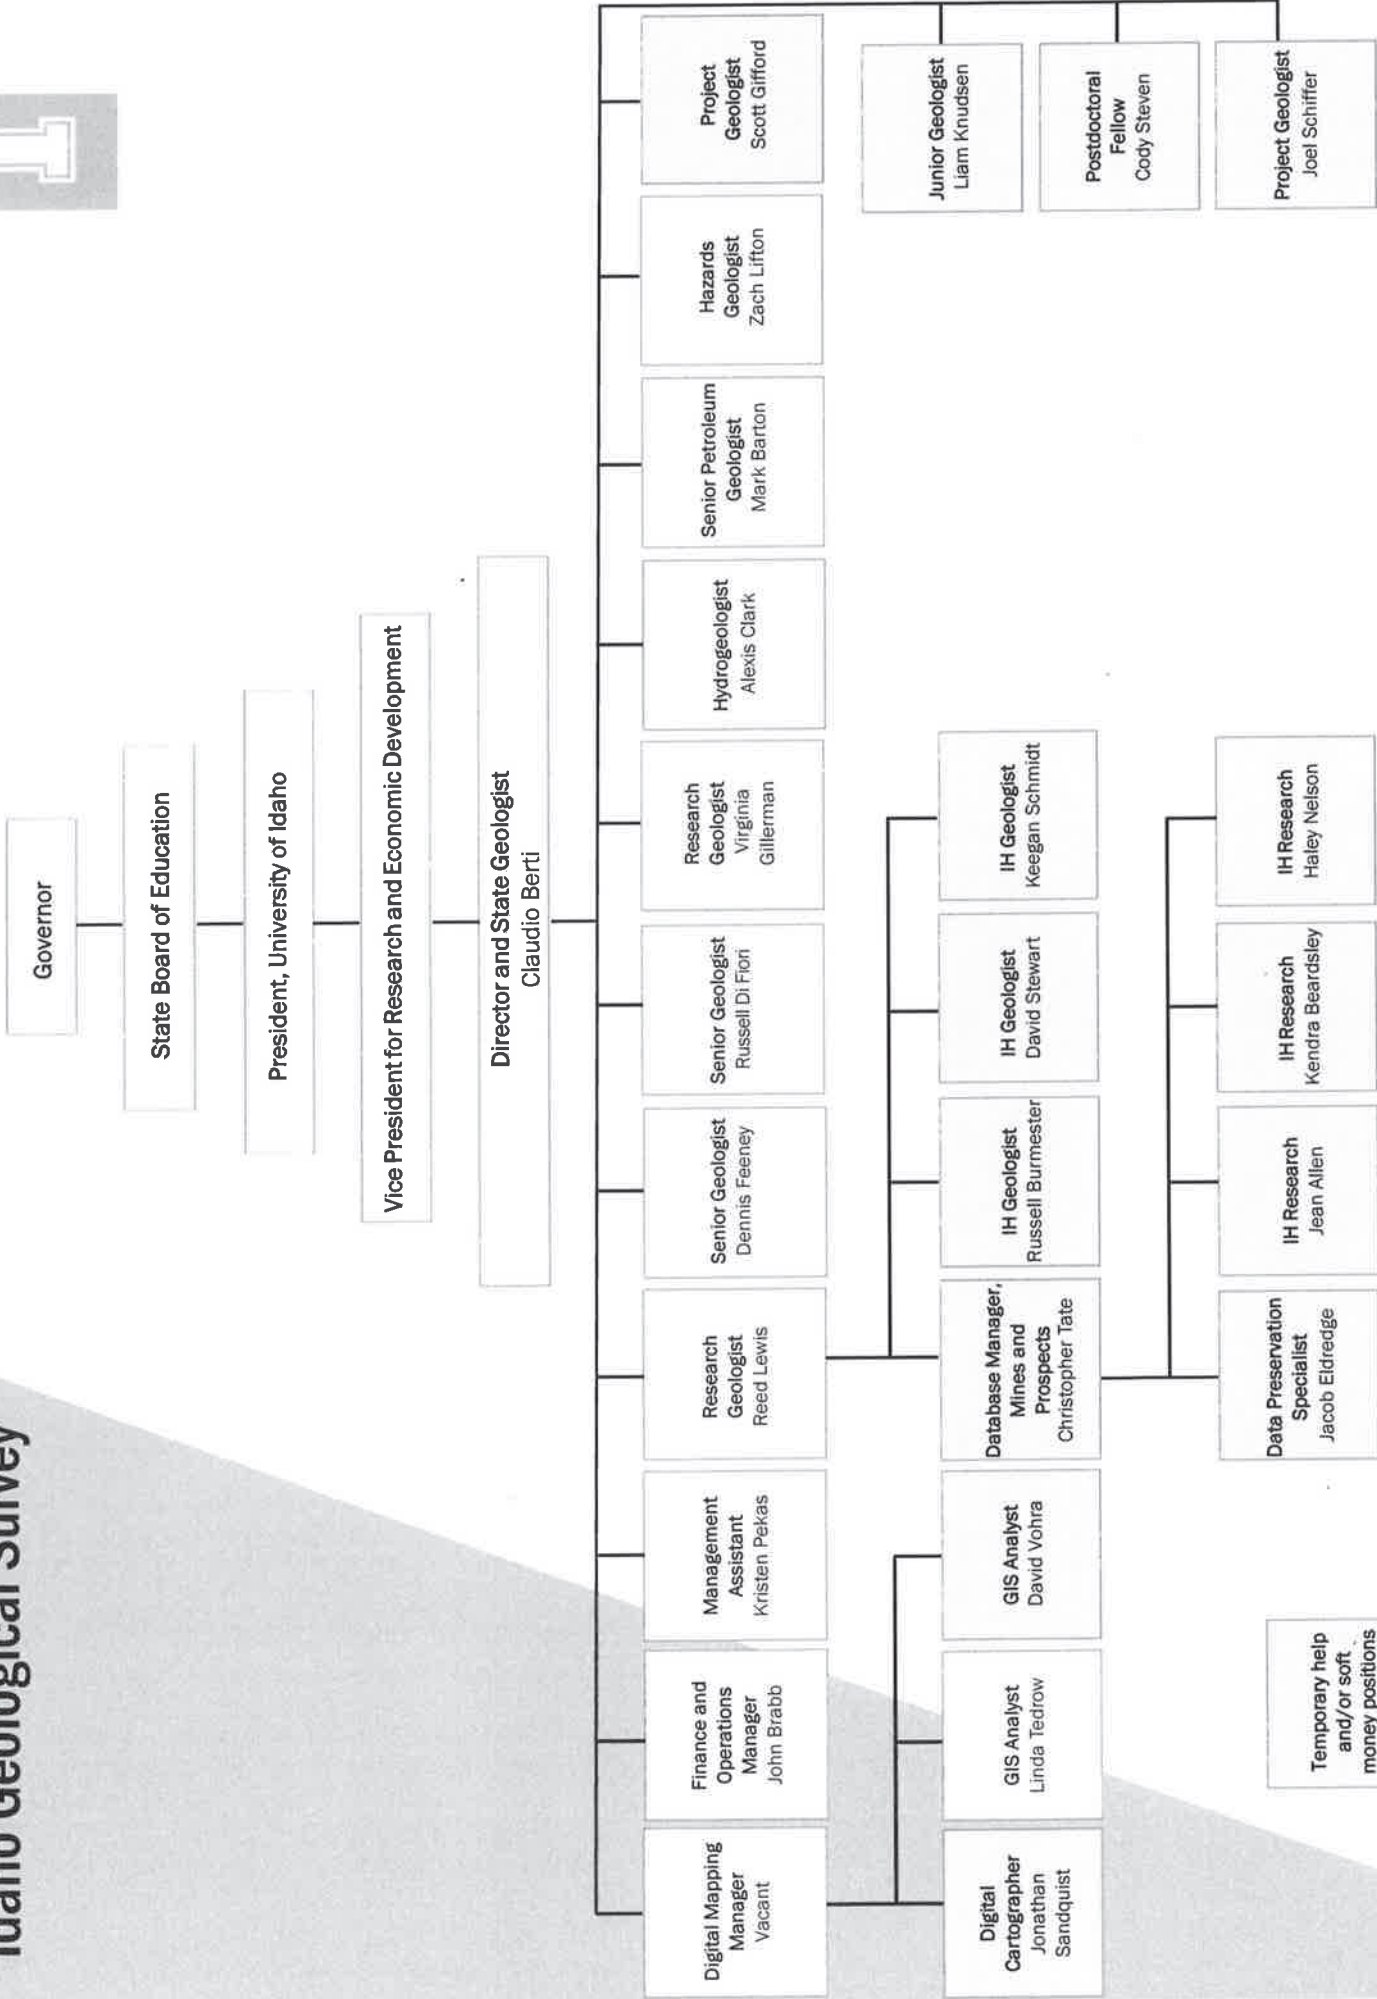 Idaho Geological Survey
I
Governor
State Board of Education
President, University of Idaho
Vice President for Research and Economic Development
Director and State Geologist
Claudio Berti
Digital Mapping
Manager
Vacant
Finance and
Operations
Manager
John Brabb
Management
Assistant
Kristen Pekas
Research
Geologist
Reed Lewis
Senior Geologist
Dennis Feeney
Senior Geologist
Russell Di Fiori
Research
Geologist
Virginia
Gillerman
Hydrogeologist
Alexis Clark
Senior Petroleum
Geologist
Mark Barton
Hazards
Geologist
Zach Lifton
Project
Geologist
Scott Gifford
Junior Geologist
Liam Knudsen
Digital
Cartographer
Jonathan
Sandquist
GIS Analyst
Linda Tedrow
GIS Analyst
David Vohra
Database Manager,
Mines and
Prospects
Christopher Tate
IH Geologist
Russell Burmester
IH Geologist
David Stewart
IH Geologist
Keegan Schmidt
Postdoctoral
Fellow
Cody Steven
Data Preservation
Specialist
Jacob Eldredge
IH Research
Jean Allen
IH Research
Kendra Beardsley
IH Research
Haley Nelson
Project Geologist
Joel Schiffer
Temporary help
and/or soft
money positions